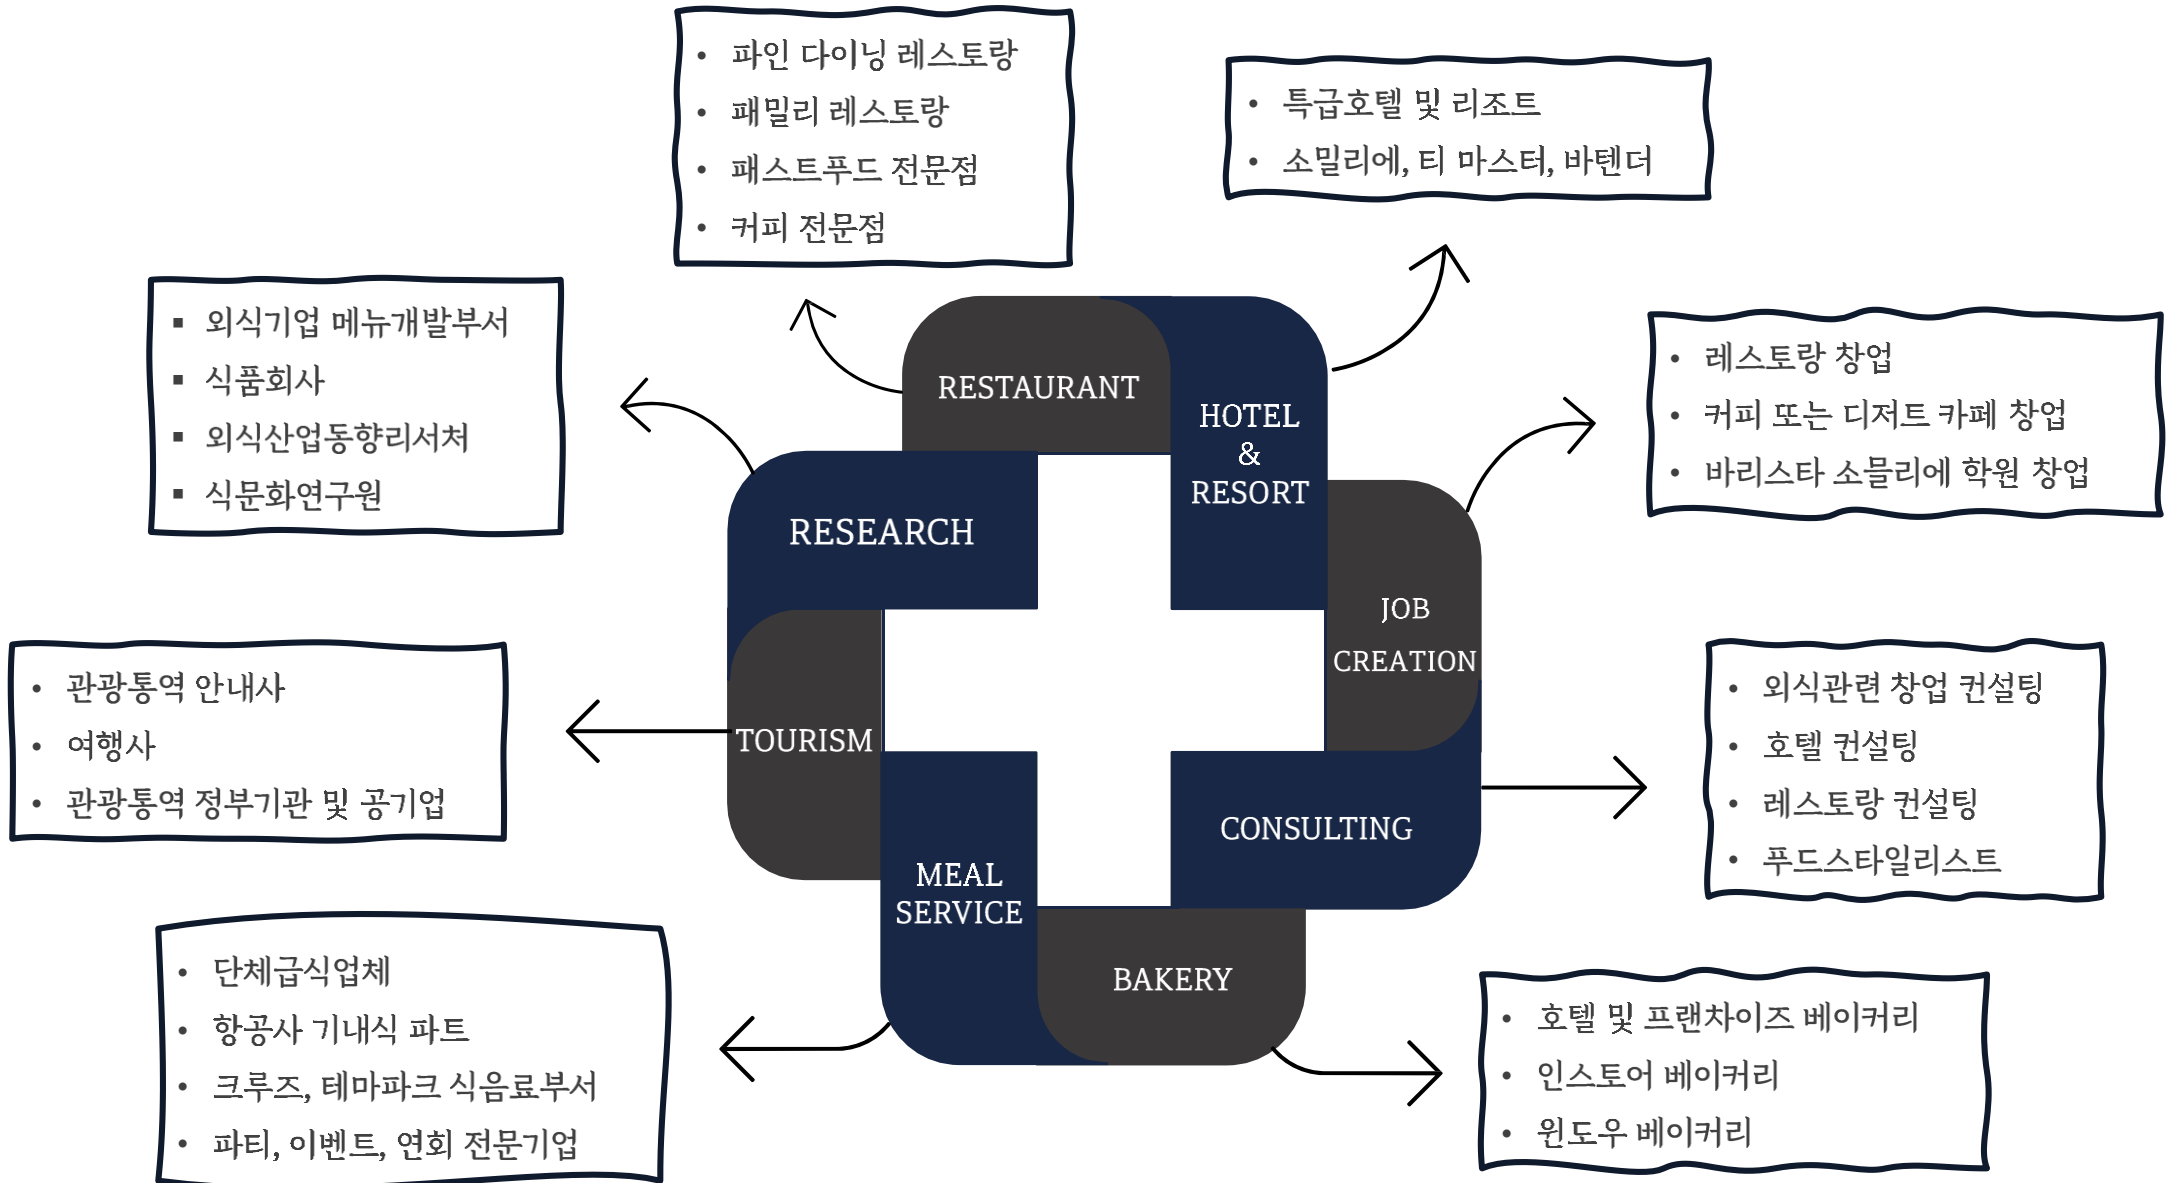 파인 다이닝 레스토랑
패밀리 레스토랑
패스트푸드 전문점
커피 전문점
특급호텔 및 리조트
소밀리에, 티 마스터, 바텐더
외식기업 메뉴개발부서
식품회사
외식산업동향리서처
식문화연구원
레스토랑 창업
커피 또는 디저트 카페 창업
바리스타 소믈리에 학원 창업
RESTAURANT
HOTEL
&
RESORT
RESEARCH
JOB
CREATION
TOURISM
CONSULTING
MEAL
SERVICE
BAKERY
관광통역 안내사
여행사
관광통역 정부기관 및 공기업
외식관련 창업 컨설팅
호텔 컨설팅
레스토랑 컨설팅
푸드스타일리스트
단체급식업체
항공사 기내식 파트
크루즈, 테마파크 식음료부서
파티, 이벤트, 연회 전문기업
호텔 및 프랜차이즈 베이커리
인스토어 베이커리
윈도우 베이커리